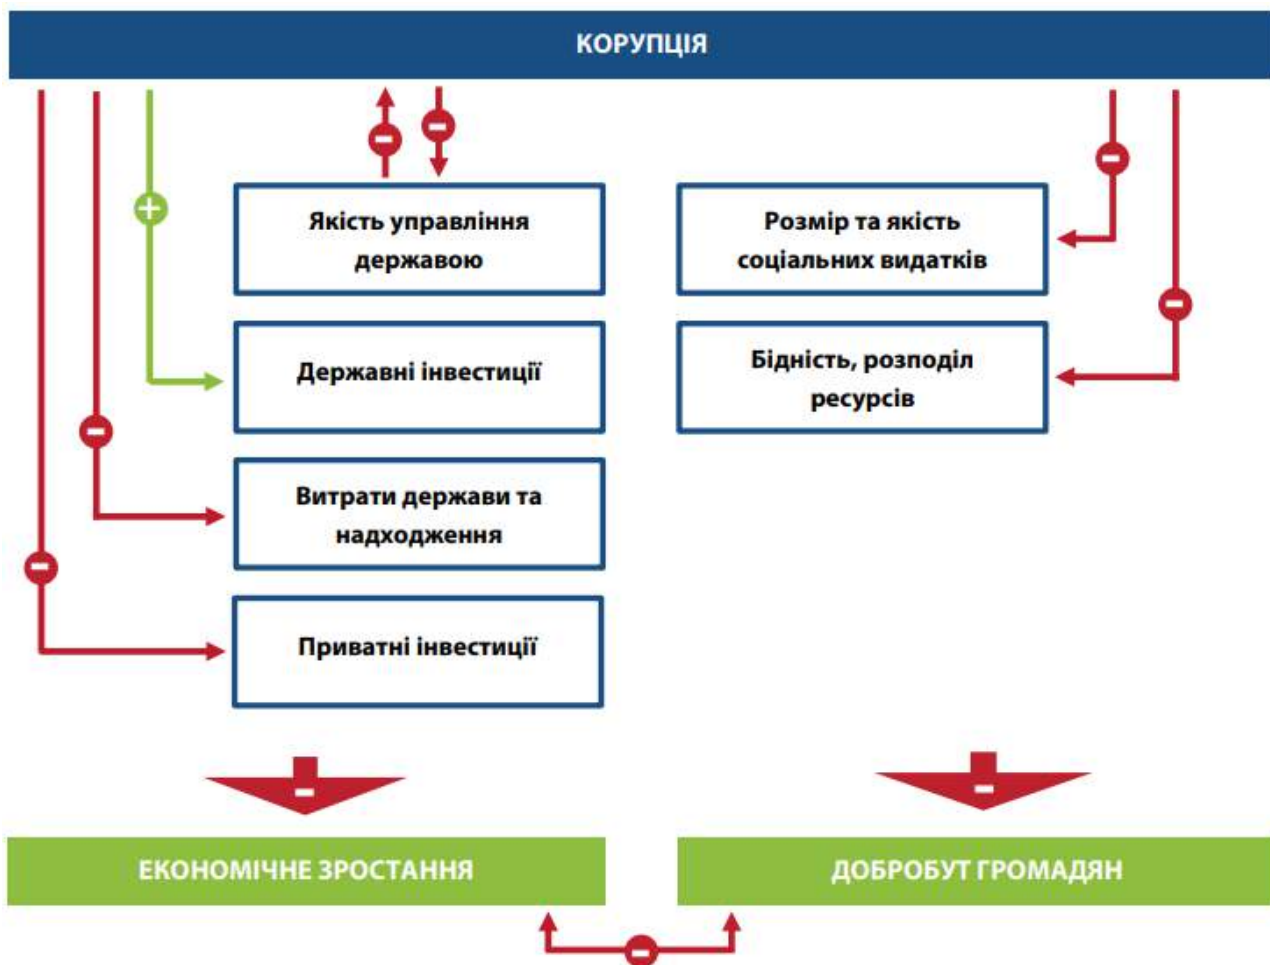 КОРУПЦІЯ
Якість управління
державою
Державні інвестиції
Витрати держави та
надходження
Приватні інвестиції
Розмір та якість
соціальних видатків
Бідність, розподіл
ресурсів
ЕКОНОМІЧНЕ ЗРОСТАННЯ
ДОБРОБУТ ГРОМАДЯН